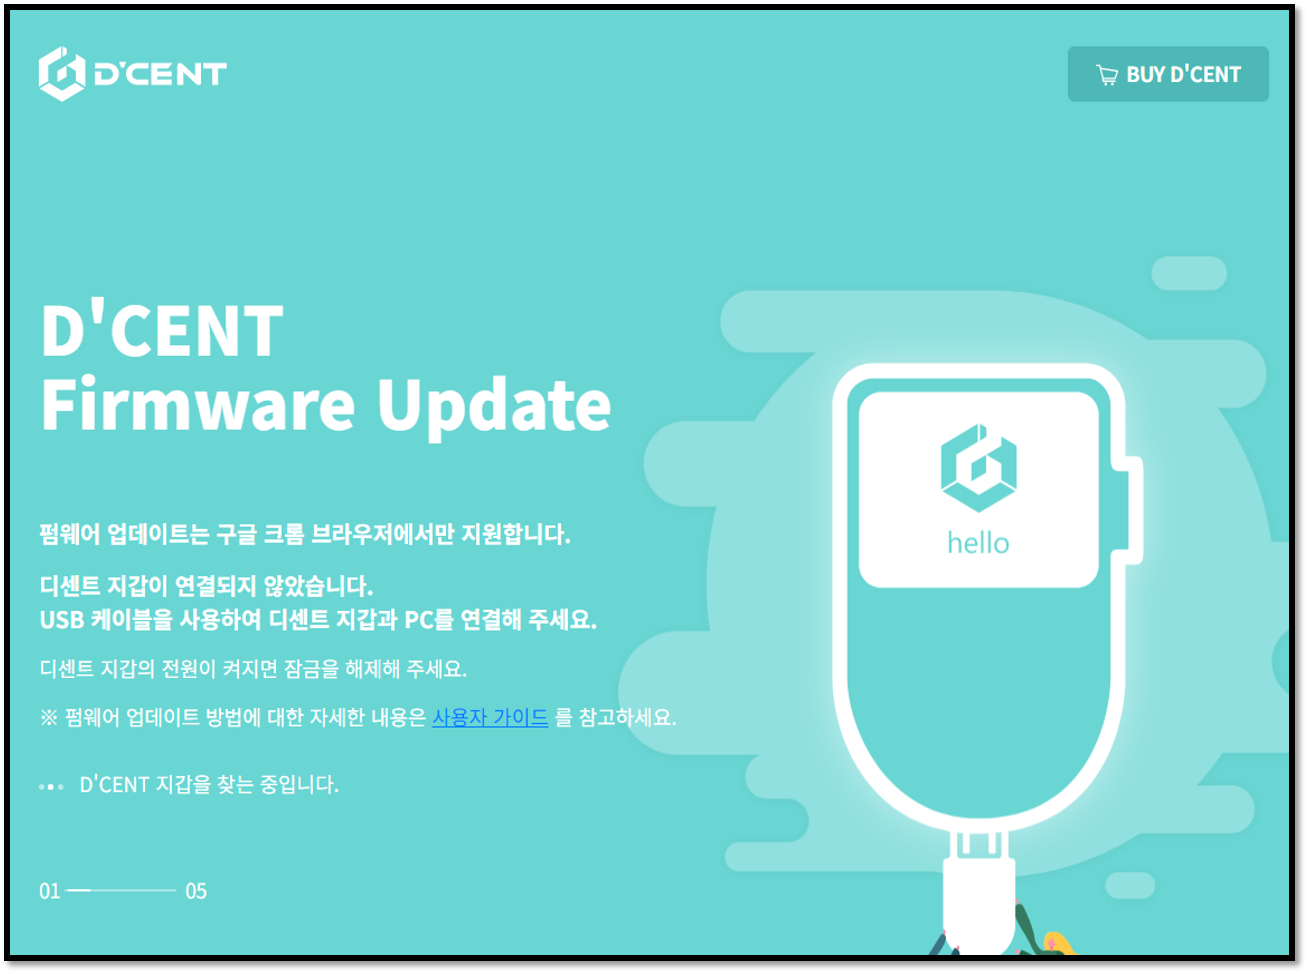 D'CENT
BUY D'CENT
D'CENT
Firmware Update
펌웨어 업데이트는 구글 크롬 브라우저에서만 지원합니다.
디센트 지갑이 연결되지 않았습니다.
USB 케이블을 사용하여 디센트 지갑과 PC를 연결해 주세요.
디센트 지갑의 전원이 켜지면 잠금을 해제해 주세요.
※ 펌웨어 업데이트 방법에 대한 자세한 내용은 사용자 가이드 를 참고하세요.
D'CENT 지갑을 찾는 중입니다.
01 05
hello